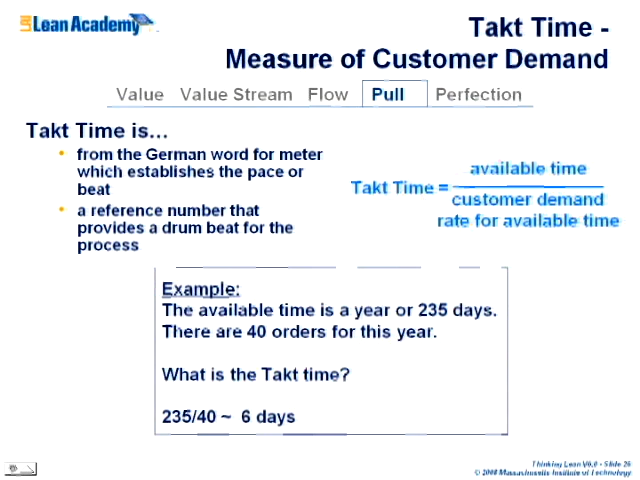 LAI Lean Academy
Takt Time -
Measure of Customer Demand
Value Value Stream Flow Pull Perfection
Takt Time is...
• from the German word for meter
which establishes the pace or
beat
• a reference number that
provides a drum beat for the
process
Takt Time = available time
customer demand
rate for available time
Example:
The available time is a year or 235 days.
There are 40 orders for this year.
What is the Takt time?
235/40 ~ 6 days
Thinking Lean V6.0 - Slide 26
© 2008 Massachusetts Institute of Technology